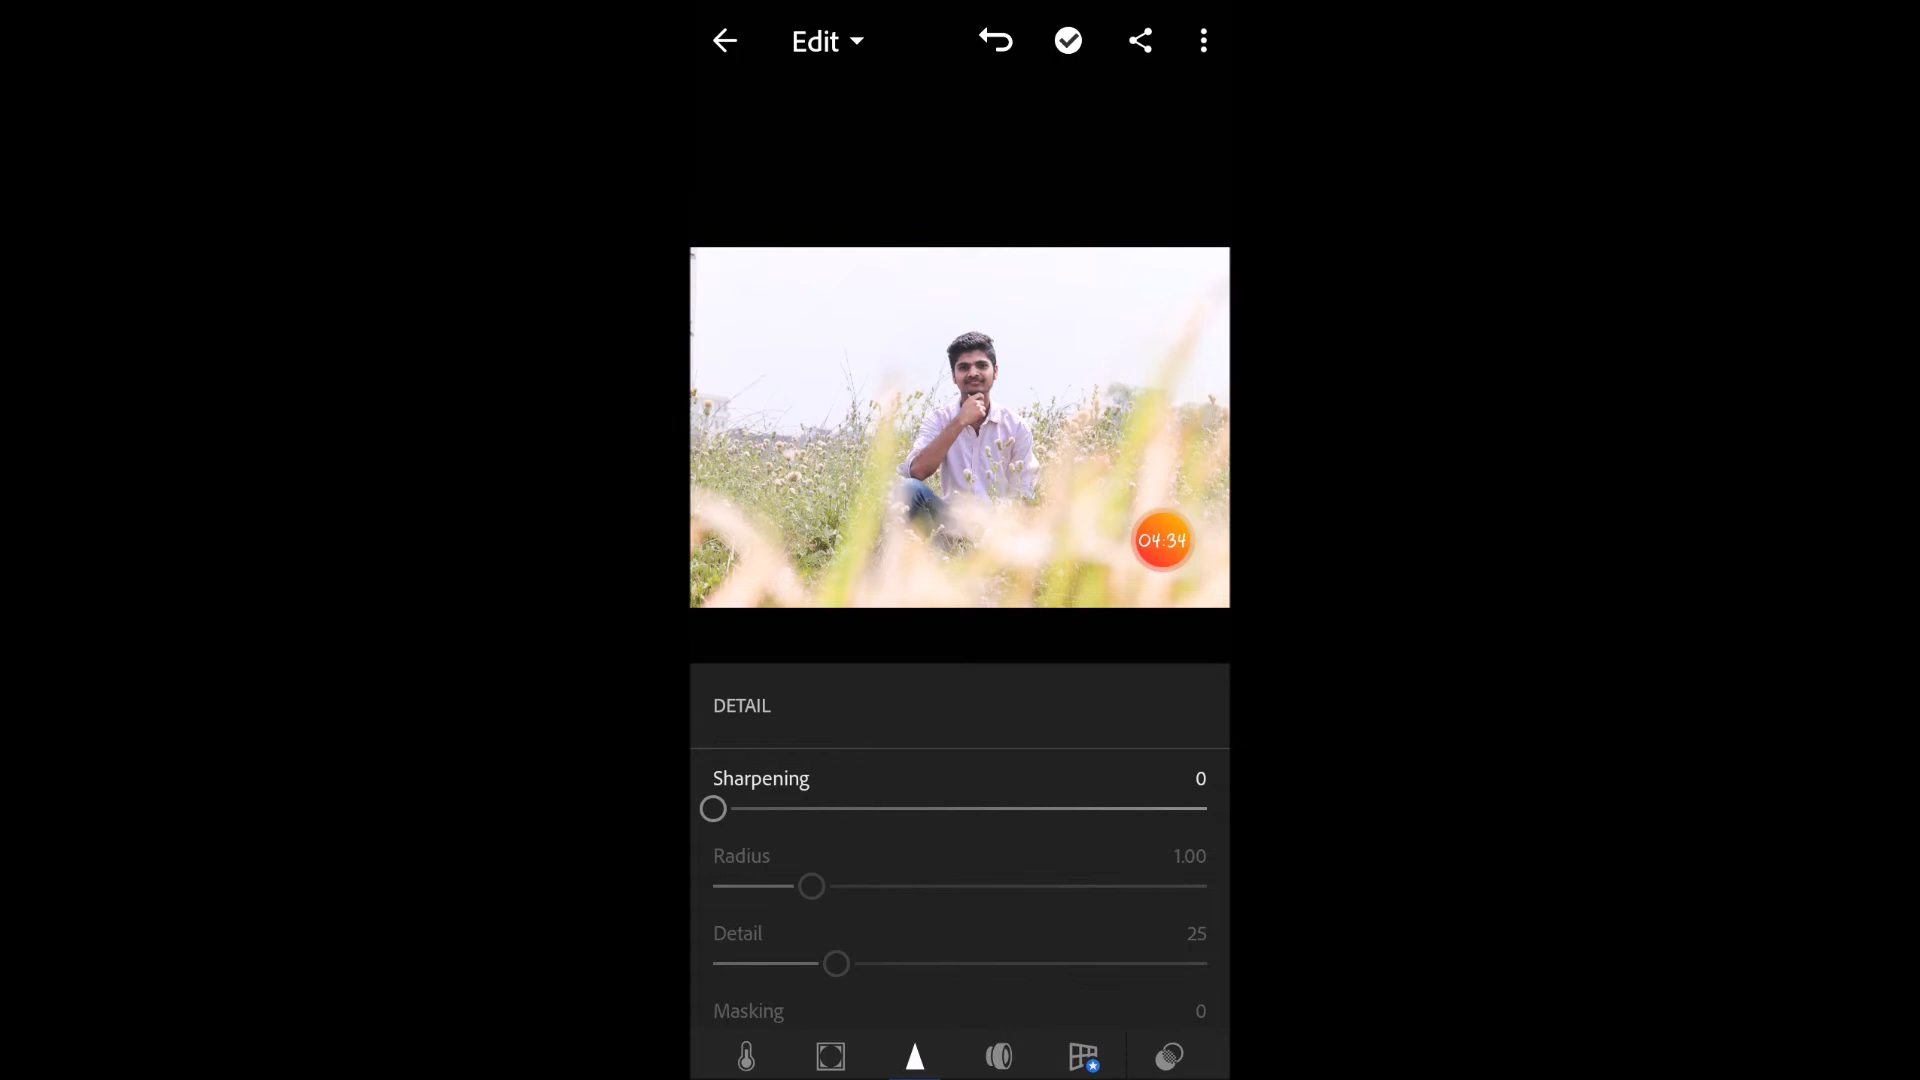 Edit
04:34
DETAIL
Sharpening 0
Radius 1.00
Detail 25
Masking 0